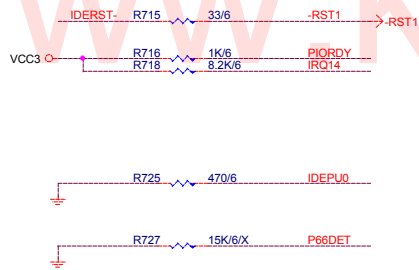 IDERST- R715 33/6 -RST1 -RST1
VCC3 R716 1K/6 PIORDY
R718 8.2K/6 IRQ14
R725 470/6 IDEPU0
R727 15K/6/X P66DET